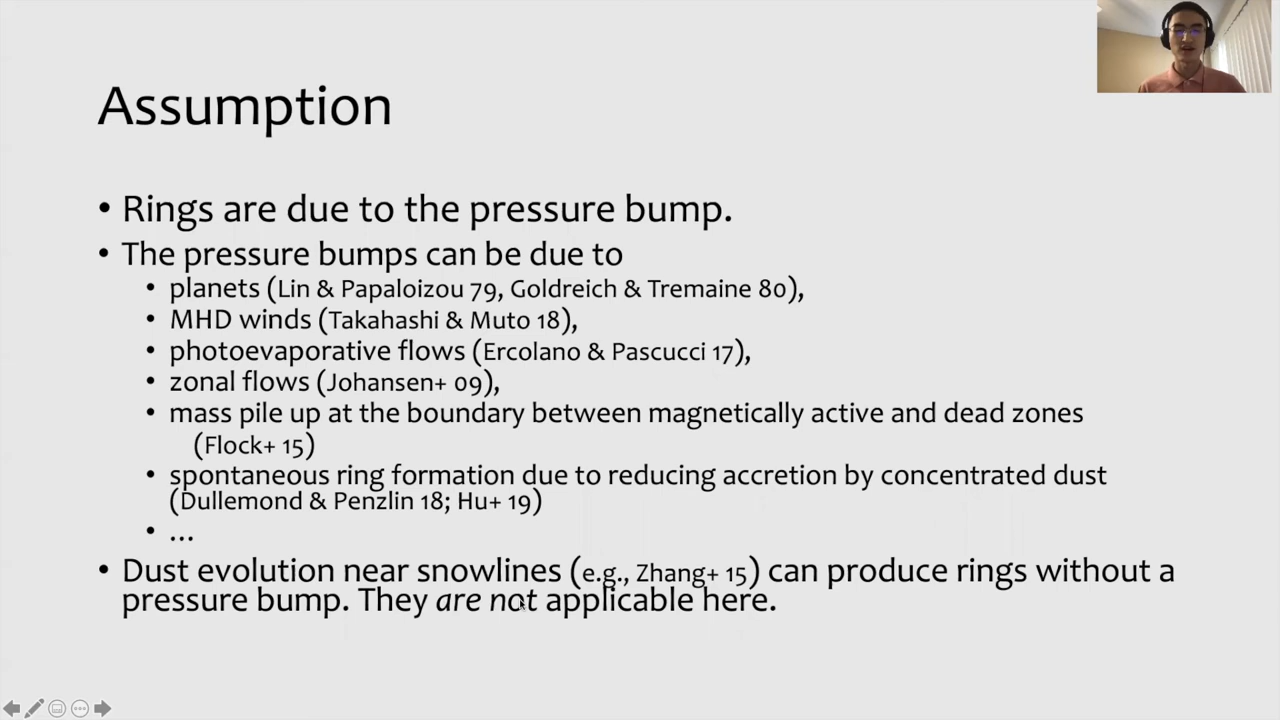 Assumption
• Rings are due to the pressure bump.
• The pressure bumps can be due to
• planets (Lin & Papaloizou 79, Goldreich & Tremaine 80),
• MHD winds (Takahashi & Muto 18),
• photoevaporative flows (Ercolano & Pascucci 17),
• zonal flows (Johansen+ 09),
• mass pile up at the boundary between magnetically active and dead zones
(Flock+ 15)
• spontaneous ring formation due to reducing accretion by concentrated dust
(Dullemond & Penzlin 18; Hu+ 19)
• ...
• Dust evolution near snowlines (e.g., Zhang+ 15) can produce rings without a
pressure bump. They are not applicable here.